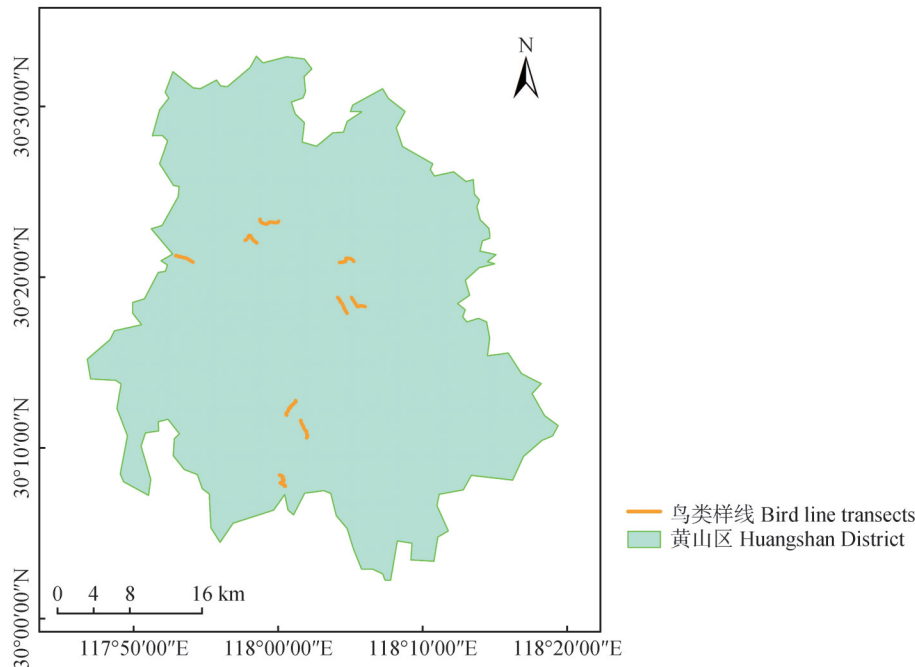 N
30°30′00″N
30°20′00″N
30°10′00″N
30°00′00″N
鸟类样线 Bird line transects
黄山区 Huangshan District
0 4 8 16 km
117°50′00″E 118°00′00″E 118°10′00″E 118°20′00″E